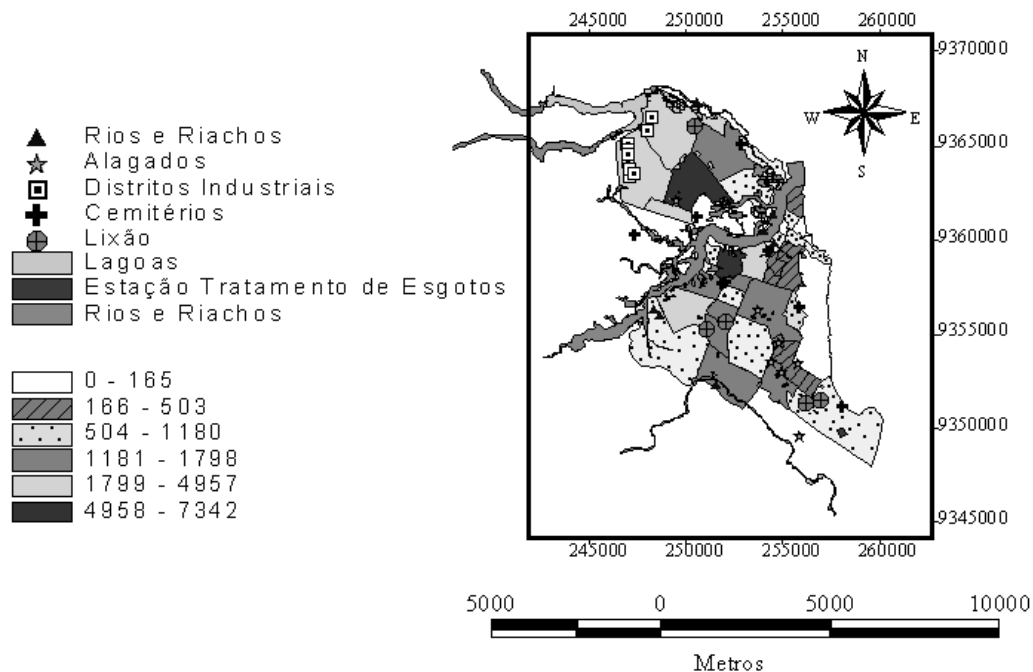 245000 250000 255000 260000
9370000
N
W E
S
9365000
9360000
9355000
9350000
9345000
245000 250000 255000 260000
Rios e Riachos
Alagados
Distritos Industriais
Cemitérios
Lixão
Lagoas
Estação Tratamento de Esgotos
Rios e Riachos
0 - 165
166 - 503
504 - 1180
1181 - 1798
1799 - 4957
4958 - 7342
5000 0 5000 10000
Metros